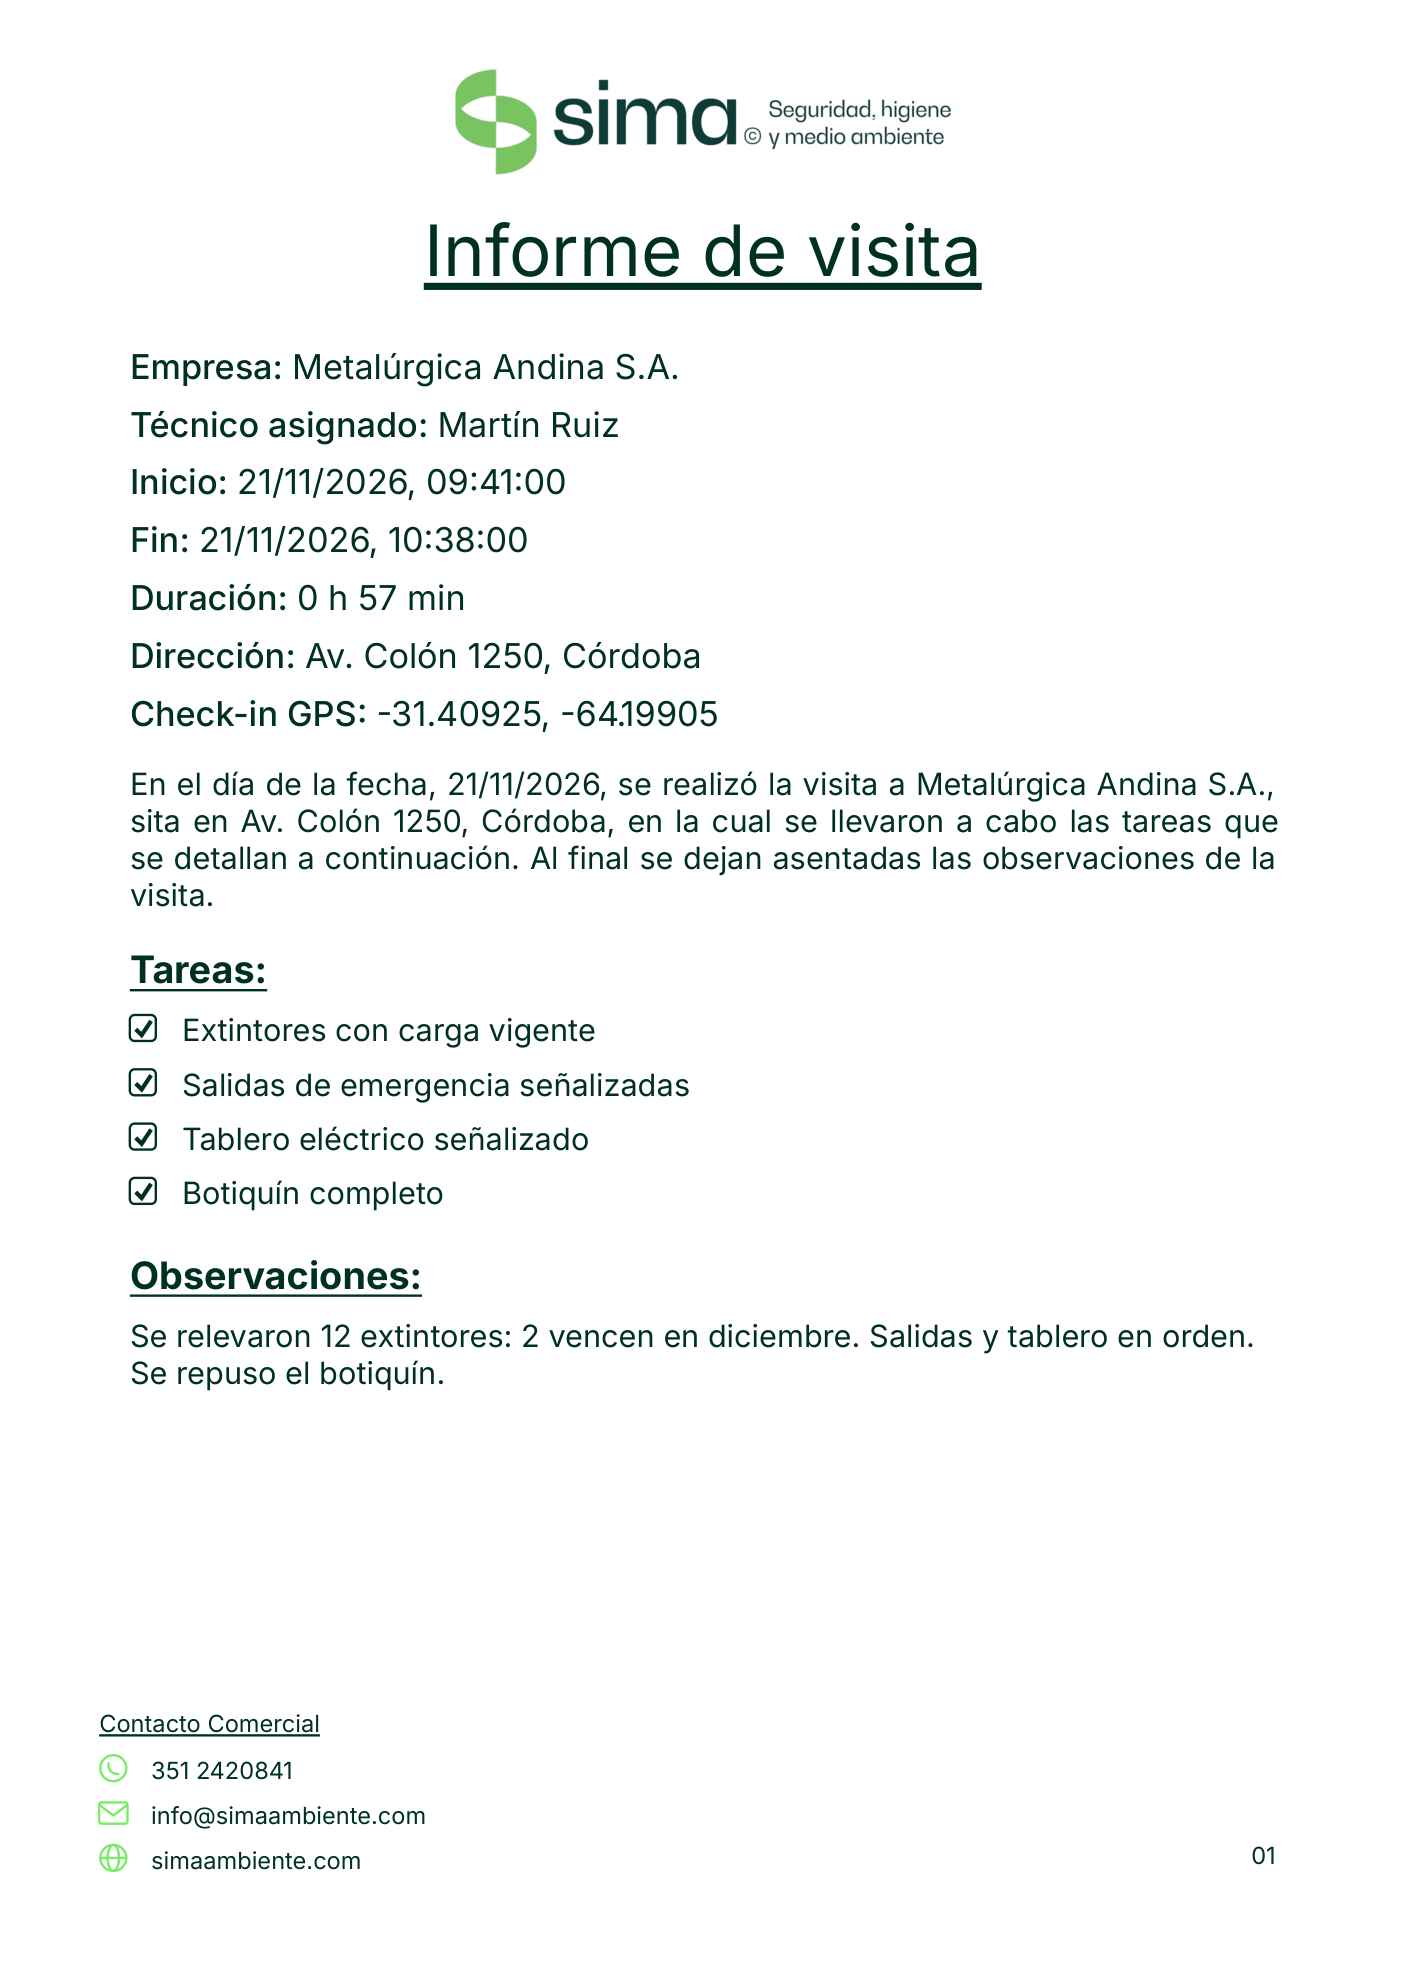 sima © Seguridad, higiene
y medio ambiente
Informe de visita
Empresa: Metalúrgica Andina S.A.
Técnico asignado: Martín Ruiz
Inicio: 21/11/2026, 09:41:00
Fin: 21/11/2026, 10:38:00
Duración: 0 h 57 min
Dirección: Av. Colón 1250, Córdoba
Check-in GPS: -31.40925, -64.19905
En el día de la fecha, 21/11/2026, se realizó la visita a Metalúrgica Andina S.A.,
sita en Av. Colón 1250, Córdoba, en la cual se llevaron a cabo las tareas que
se detallan a continuación. Al final se dejan asentadas las observaciones de la
visita.
Tareas:
Extintores con carga vigente
Salidas de emergencia señalizadas
Tablero eléctrico señalizado
Botiquín completo
Observaciones:
Se relevaron 12 extintores: 2 vencen en diciembre. Salidas y tablero en orden.
Se repuso el botiquín.
Contacto Comercial
351 2420841
info@simaambiente.com
simaambiente.com
01